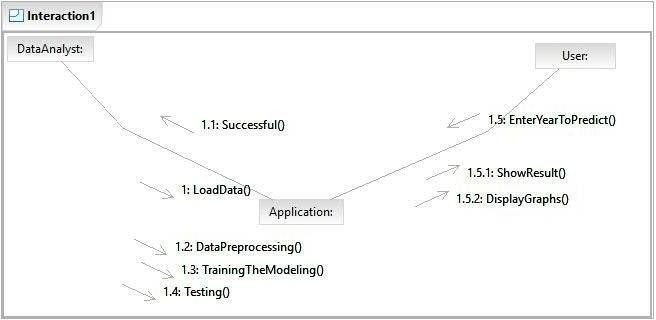 Interaction1
DataAnalyst:
User:
1.1: Successful()
1.5: EnterYearToPredict()
1: LoadData()
1.5.1: ShowResult()
1.5.2: DisplayGraphs()
Application:
1.2: DataPreprocessing()
1.3: TrainingTheModeling()
1.4: Testing()